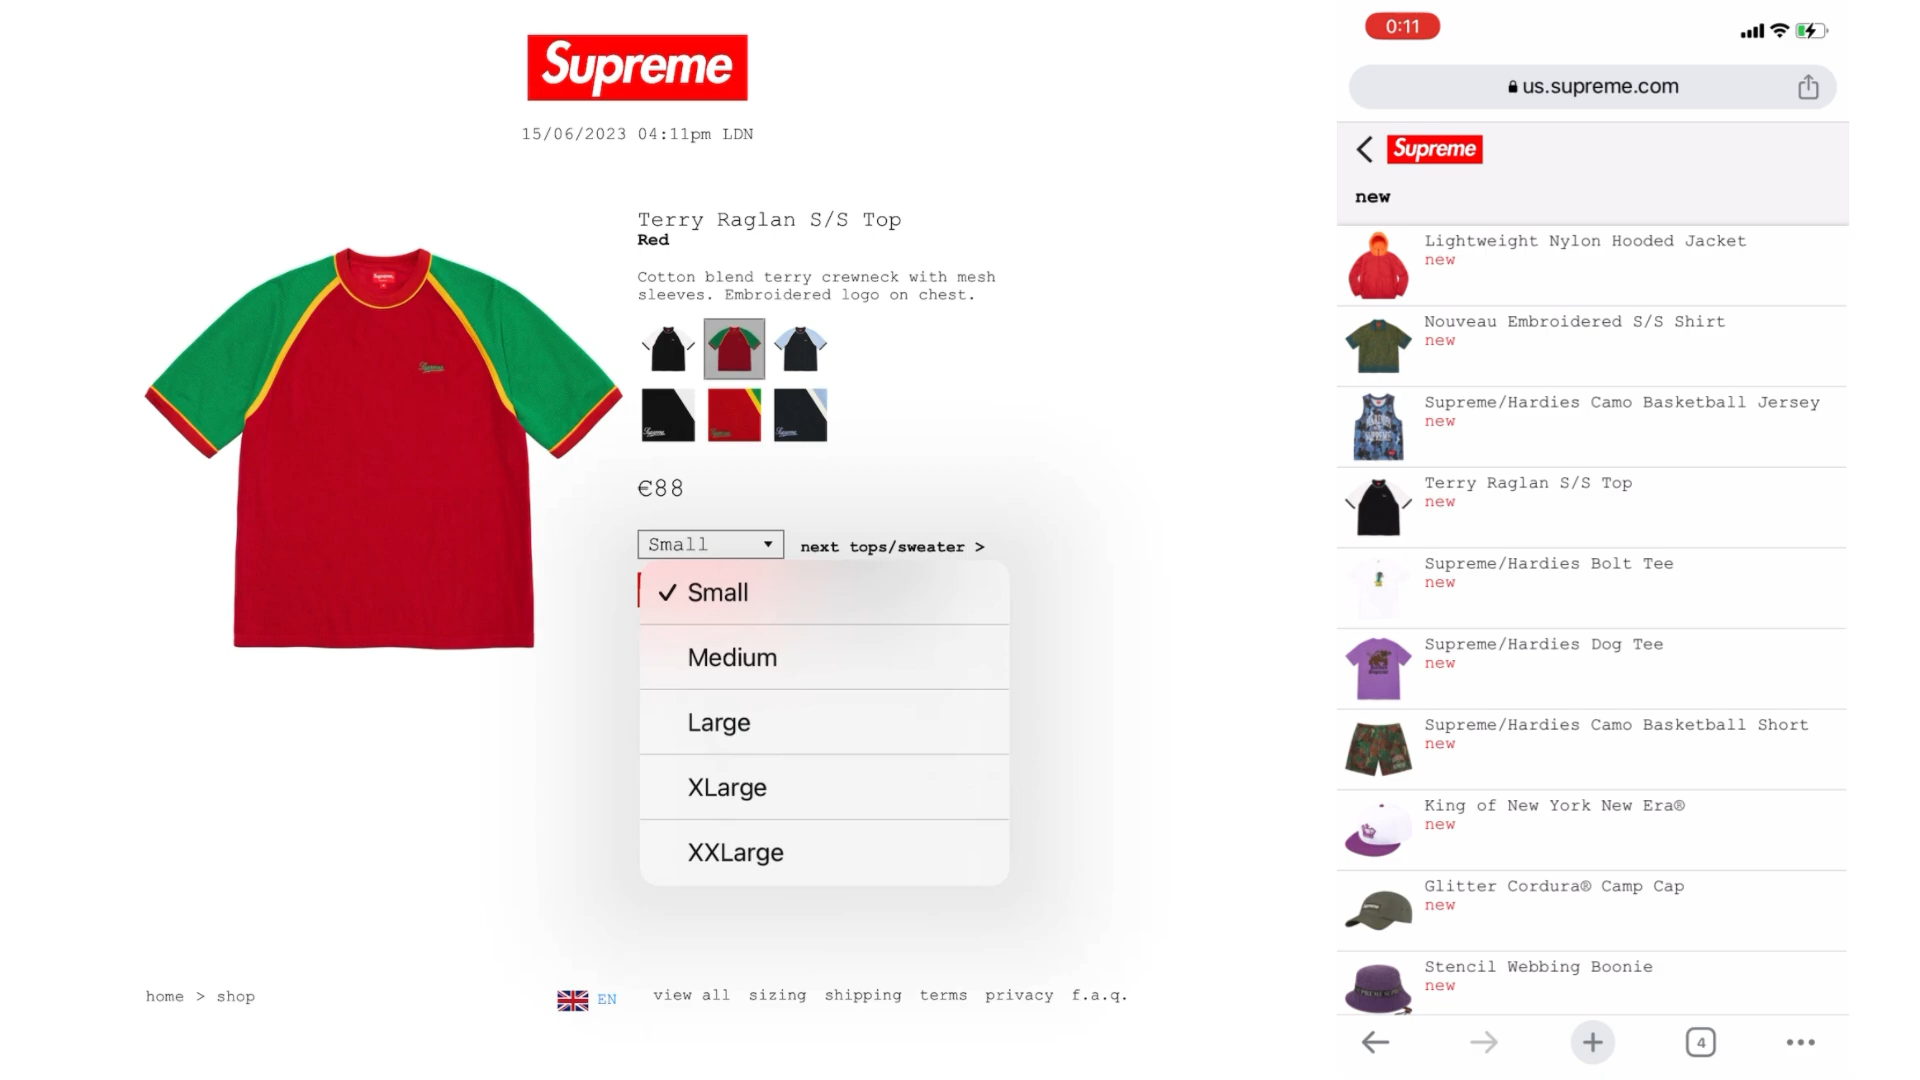 Supreme
15/06/2023 04:11pm LDN
Terry Raglan S/S Top
Red
Cotton blend terry crewneck with mesh
sleeves. Embroidered logo on chest.
€88
Small
next tops/sweater >
✓ Small
Medium
Large
XLarge
XXLarge
home > shop
EN
view all sizing shipping terms privacy f.a.q.
Supreme
Supreme
0:11
us.supreme.com
Supreme
new
Lightweight Nylon Hooded Jacket
new
Nouveau Embroidered S/S Shirt
new
Supreme/Hardies Camo Basketball Jersey
new
Terry Raglan S/S Top
new
Supreme/Hardies Bolt Tee
new
Supreme/Hardies Dog Tee
new
Supreme/Hardies Camo Basketball Short
new
King of New York New Era®
new
Glitter Cordura® Camp Cap
new
Stencil Webbing Boonie
new
4